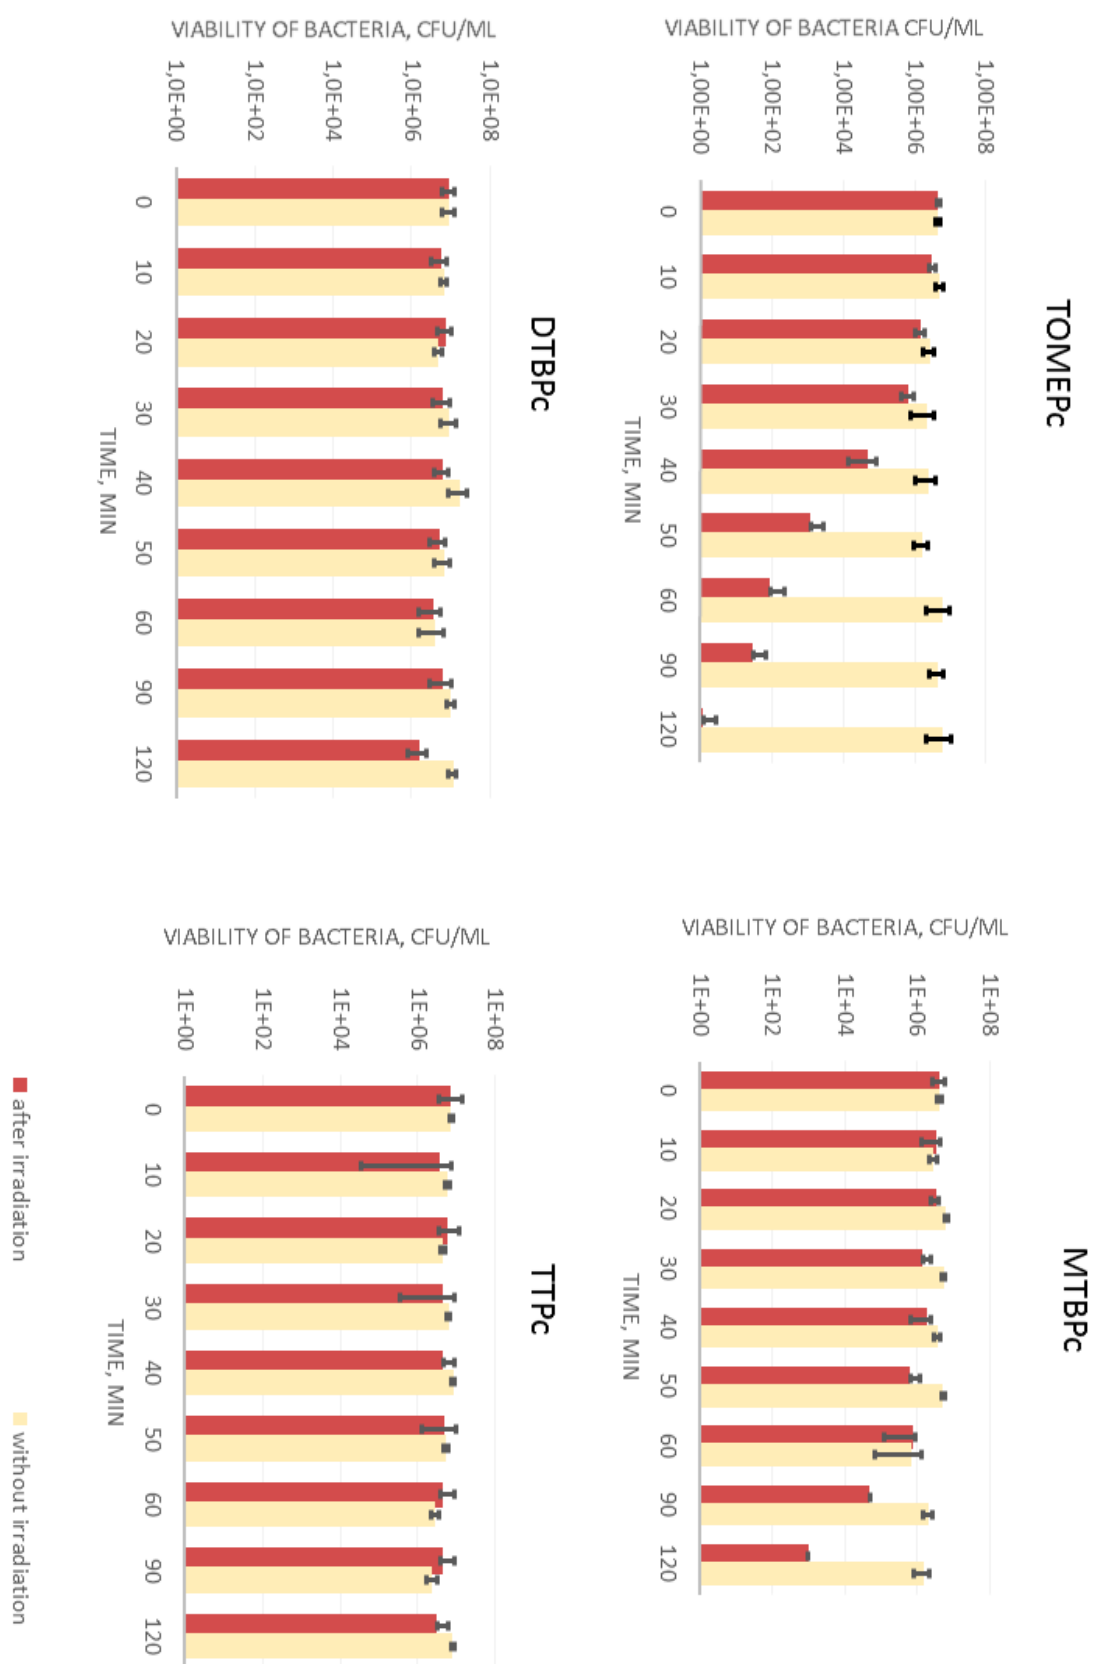 TOMEPc
VIABILITY OF BACTERIA CFU/ML
1,00E+08
1,00E+06
1,00E+04
1,00E+02
1,00E+00
0 10 20 30 40 50 60 90 120
TIME, MIN
MTBPc
VIABILITY OF BACTERIA, CFU/ML
1E+08
1E+06
1E+04
1E+02
1E+00
0 10 20 30 40 50 60 90 120
TIME, MIN
DTBPc
VIABILITY OF BACTERIA, CFU/ML
1,0E+08
1,0E+06
1,0E+04
1,0E+02
1,0E+00
0 10 20 30 40 50 60 90 120
TIME, MIN
TTPc
VIABILITY OF BACTERIA, CFU/ML
1E+08
1E+06
1E+04
1E+02
1E+00
0 10 20 30 40 50 60 90 120
TIME, MIN
after irradiation without irradiation